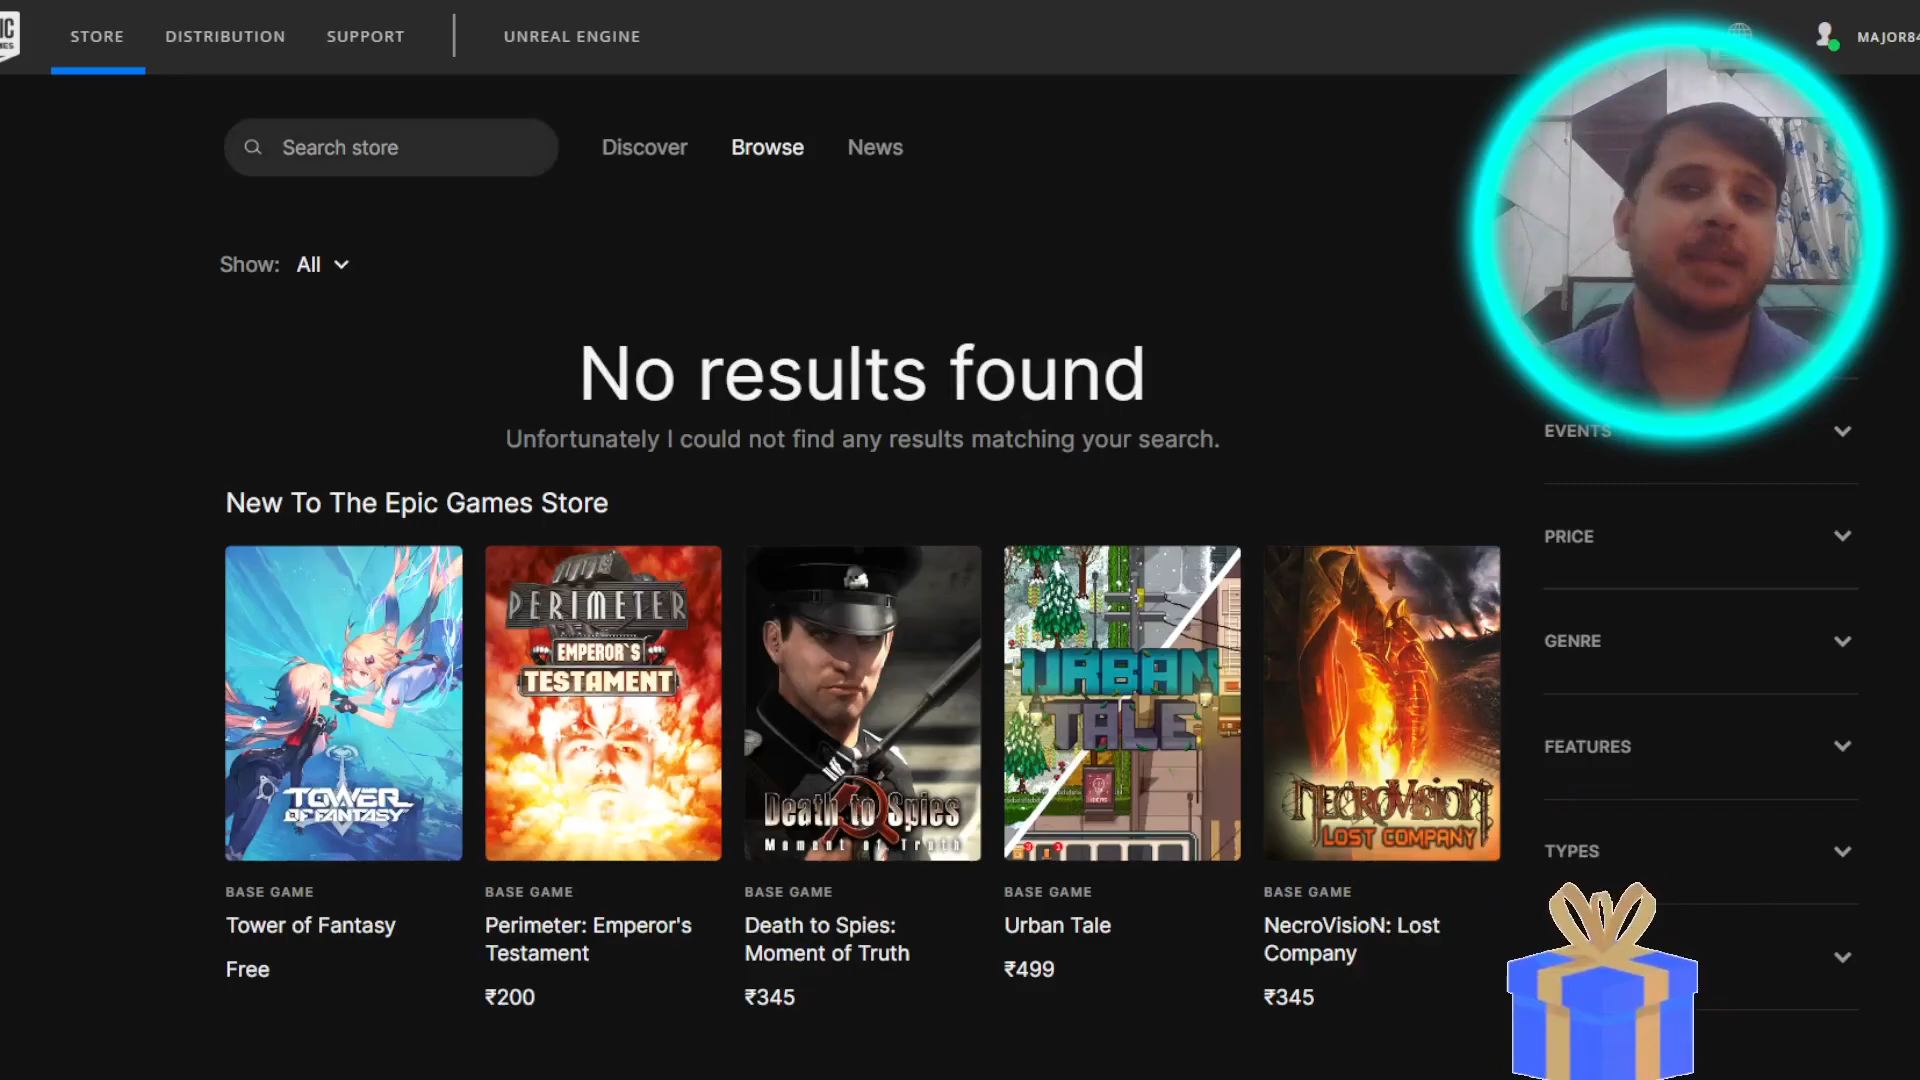 STORE
DISTRIBUTION
SUPPORT
UNREAL ENGINE
Search store
Discover
Browse
News
Show: All
No results found
Unfortunately I could not find any results matching your search.
EVENTS
New To The Epic Games Store
PRICE
GENRE
FEATURES
TYPES
TOWER
OF FANTASY
PERIMETER
EMPEROR'S
TESTAMENT
Death to Spies
Moment of Truth
URBAN
TALE
NECROVISION
LOST COMPANY
BASE GAME
Tower of Fantasy
Free
BASE GAME
Perimeter: Emperor's
Testament
₹200
BASE GAME
Death to Spies:
Moment of Truth
₹345
BASE GAME
Urban Tale
₹499
BASE GAME
NecroVisioN: Lost
Company
₹345